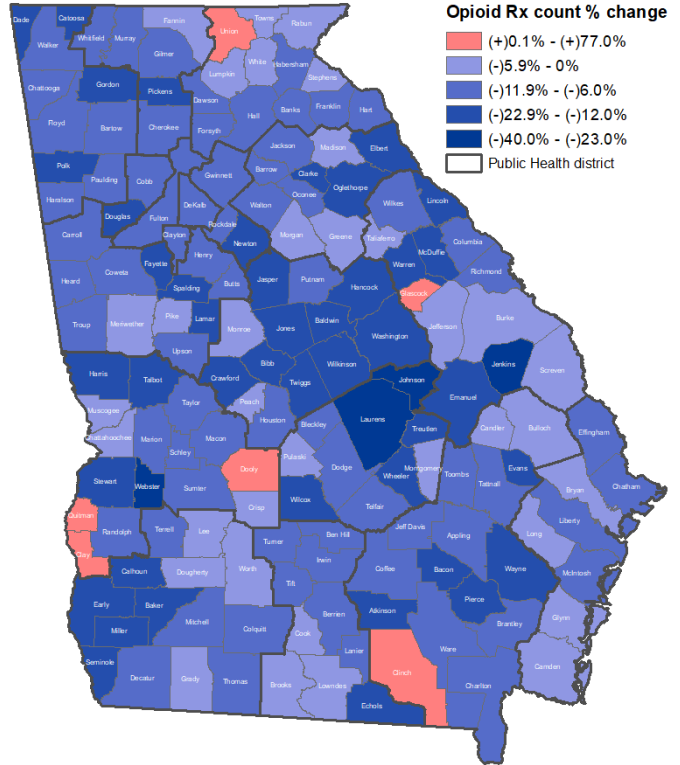 Opioid Rx count % change
(+)0.1% - (+)77.0%
(-)5.9% - 0%
(-)11.9% - (-)6.0%
(-)22.9% - (-)12.0%
(-)40.0% - (-)23.0%
Public Health district
Dade
Catoosa
Fannin
Towns
Rabun
Union
Whitfield
Murray
Walker
Gilmer
White
Habersham
Lumpkin
Stephens
Chattooga
Gordon
Pickens
Dawson
Banks
Franklin
Hart
Floyd
Bartow
Cherokee
Forsyth
Hall
Jackson
Madison
Elbert
Polk
Paulding
Cobb
Gwinnett
Barrow
Clarke
Oglethorpe
Oconee
Haralson
Douglas
Fulton
DeKalb
Walton
Wilkes
Lincoln
Rockdale
Carroll
Clayton
Newton
Morgan
Greene
Taliaferro
Columbia
McDuffie
Henry
Fayette
Warren
Richmond
Heard
Coweta
Spalding
Butts
Jasper
Putnam
Hancock
Glascock
Troup
Meriwether
Pike
Lamar
Monroe
Jones
Baldwin
Washington
Jefferson
Burke
Upson
Bibb
Wilkinson
Jenkins
Screven
Harris
Talbot
Crawford
Twiggs
Johnson
Emanuel
Muscogee
Taylor
Peach
Houston
Bleckley
Laurens
Treutlen
Candler
Bulloch
Effingham
Chattahoochee
Marion
Macon
Schley
Pulaski
Dodge
Montgomery
Wheeler
Toombs
Tattnall
Evans
Stewart
Webster
Sumter
Dooly
Wilcox
Telfair
Bryan
Chatham
Crisp
Quitman
Randolph
Terrell
Lee
Turner
Ben Hill
Jeff Davis
Appling
Long
Liberty
Clay
Calhoun
Dougherty
Worth
Tift
Irwin
Coffee
Bacon
Wayne
McIntosh
Early
Baker
Mitchell
Colquitt
Cook
Berrien
Atkinson
Pierce
Brantley
Glynn
Miller
Lanier
Ware
Seminole
Decatur
Grady
Thomas
Brooks
Lowndes
Clinch
Echols
Charlton
Camden